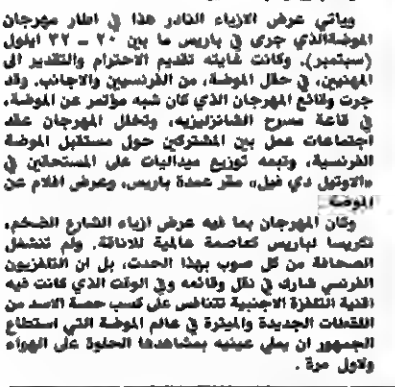 ويأتي عرض الازياء النادر هذا في اطار مهرجان
الموضةالذي جرى في باريس ما بين ٢٠ ــ ٢٢ ايلول
(سبتمبر). وكانت غايته تقديم الاحترام والتقدير الى
المهنيين، في حقل الموضة، من الفرنسيين والاجانب. وقد
جرت وقائع المهرجان الذي كان شبه مؤتمر عن الموضة،
في قاعة مسرح الشانزليزيه، وتخلل المهرجان عقد
اجتماعات عمل بين المشتركين حول مستقبل الموضة
الفرنسية، وتبعه توزيع ميداليات على المستحقين في
«الاوتيل دي فيل» مقر عمدة باريس، وعرض افلام عن
الموضة
وكان المهرجان بما فيه عرض ازياء الشارع الضخم،
تكريسا لباريس كعاصمة عالمية للاناقة. ولم تنشغل
الصحافة من كل صوب بهذا الحدث، بل ان التلفزيون
الفرنسي شارك في نقل وقائعه وفي الوقت الذي كانت فيه
اقنية التلفزة الاجنبية تتنافس على كسب حصة الاسد من
اللقطات الجديدة والمثيرة في عالم الموضة التي استطاع
الجمهور ان يملي عينيه بمشاهدها الحلوة على الهواء
ولاول مرة .